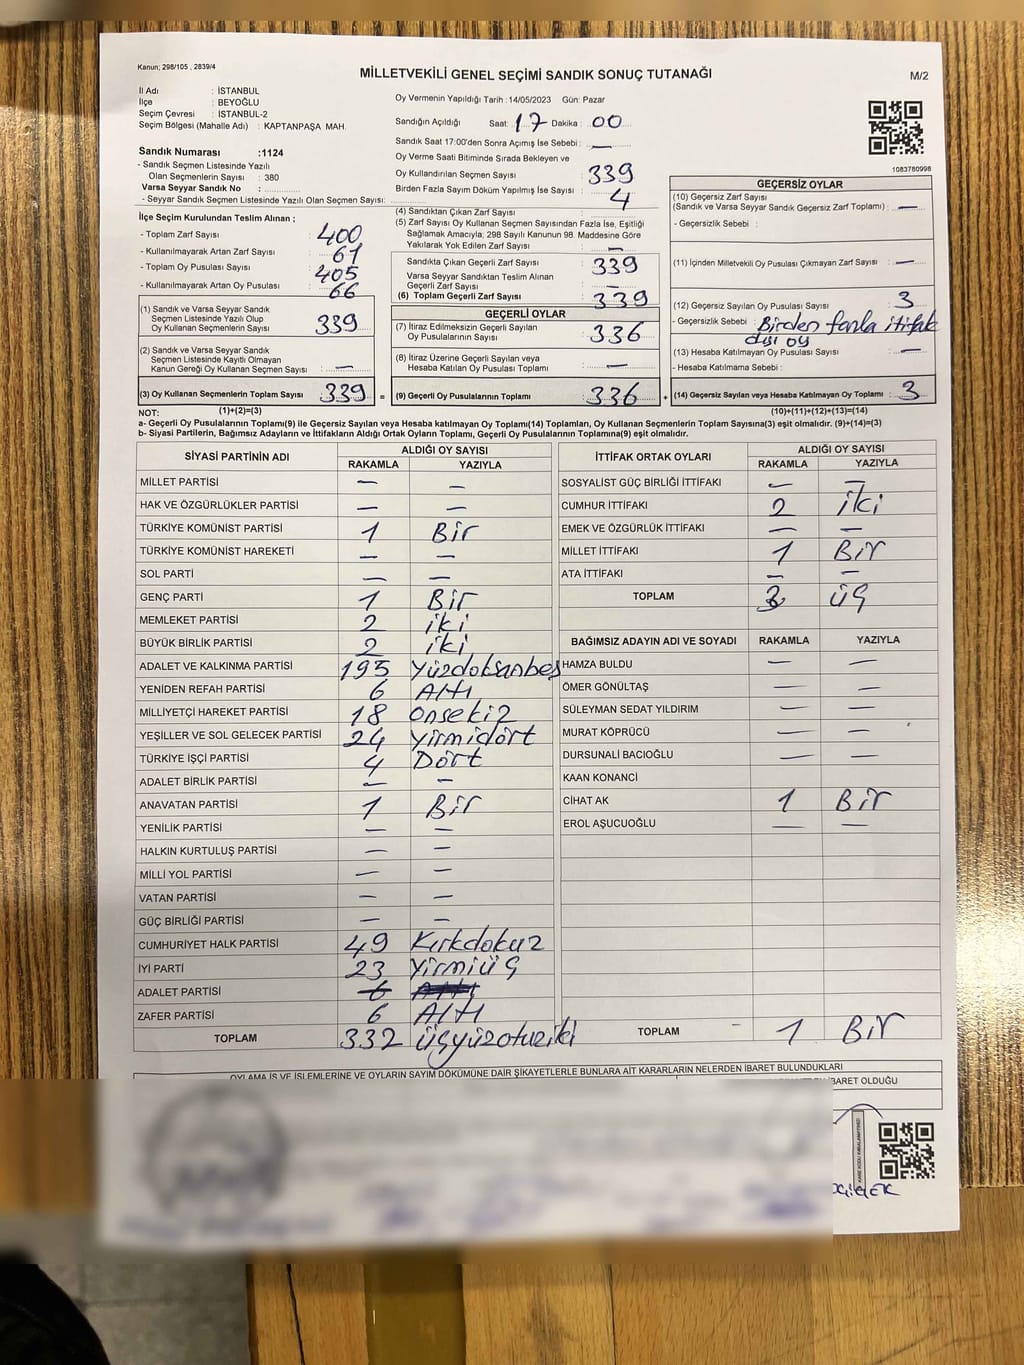 Kanun; 298/105 , 2839/4
MİLLETVEKİLİ GENEL SEÇİMİ SANDIK SONUÇ TUTANAĞI
M/2
İl Adı : İSTANBUL
İlçe : BEYOĞLU
Seçim Çevresi : İSTANBUL-2
Seçim Bölgesi (Mahalle Adı) : KAPTANPAŞA MAH.
Sandık Numarası :1124
- Sandık Seçmen Listesinde Yazılı
Olan Seçmenlerin Sayısı : 380
Varsa Seyyar Sandık No :
- Seyyar Sandık Seçmen Listesinde Yazılı Olan Seçmen Sayısı:
Oy Vermenin Yapıldığı Tarih :14/05/2023 Gün: Pazar
Sandığın Açıldığı Saat: 17 Dakika : 00
Sandık Saat 17:00'den Sonra Açımış İse Sebebi : —
Oy Verme Saati Bitiminde Sırada Bekleyen ve
Oy Kullandırılan Seçmen Sayısı : 339
Birden Fazla Sayım Döküm Yapılmış İse Sayısı : 4
1083780998
İlçe Seçim Kurulundan Teslim Alınan ;
- Toplam Zarf Sayısı : 400
- Kullanılmayarak Artan Zarf Sayısı : 61
- Toplam Oy Pusulası Sayısı : 405
- Kullanılmayarak Artan Oy Pusulası : 66
(1) Sandık ve Varsa Seyyar Sandık
Seçmen Listesinde Yazılı Olup
Oy Kullanan Seçmenlerin Sayısı : 339
(2) Sandık ve Varsa Seyyar Sandık
Seçmen Listesinde Kayıtlı Olmayan
Kanun Gereği Oy Kullanan Seçmen Sayısı : —
(3) Oy Kullanan Seçmenlerin Toplam Sayısı : 339 =
(4) Sandıktan Çıkan Zarf Sayısı :
(5) Zarf Sayısı Oy Kullanan Seçmen Sayısından Fazla İse, Eşitliği
Sağlamak Amacıyla; 298 Sayılı Kanunun 98. Maddesine Göre
Yakılarak Yok Edilen Zarf Sayısı : —
Sandıkta Çıkan Geçerli Zarf Sayısı : 339
Varsa Seyyar Sandıktan Teslim Alınan
Geçerli Zarf Sayısı : —
(6) Toplam Geçerli Zarf Sayısı : 339
GEÇERLİ OYLAR
(7) İtiraz Edilmeksizin Geçerli Sayılan
Oy Pusulalarının Sayısı : 336
(8) İtiraz Üzerine Geçerli Sayılan veya
Hesaba Katılan Oy Pusulası Toplamı : —
(9) Geçerli Oy Pusulalarının Toplamı : 336 +
GEÇERSİZ OYLAR
(10) Geçersiz Zarf Sayısı
(Sandık ve Varsa Seyyar Sandık Geçersiz Zarf Toplamı) : —
- Geçersizlik Sebebi :
(11) İçinden Milletvekili Oy Pusulası Çıkmayan Zarf Sayısı : —
(12) Geçersiz Sayılan Oy Pusulası Sayısı : 3
- Geçersizlik Sebebi : Birden fazla itifak
dışı oy
(13) Hesaba Katılmayan Oy Pusulası Sayısı : —
- Hesaba Katılmama Sebebi :
(14) Geçersiz Sayılan veya Hesaba Katılmayan Oy Toplamı : 3
NOT: (1)+(2)=(3) (10)+(11)+(12)+(13)=(14)
a- Geçerli Oy Pusulalarının Toplamı(9) ile Geçersiz Sayılan veya Hesaba katılmayan Oy Toplamı(14) Toplamları, Oy Kullanan Seçmenlerin Toplam Sayısına(3) eşit olmalıdır. (9)+(14)=(3)
b- Siyasi Partilerin, Bağımsız Adayların ve İttifakların Aldığı Ortak Oyların Toplamı, Geçerli Oy Pusulalarının Toplamına(9) eşit olmalıdır.
SİYASİ PARTİNİN ADI ALDIĞI OY SAYISI
RAKAMLA YAZIYLA
MİLLET PARTİSİ — —
HAK VE ÖZGÜRLÜKLER PARTİSİ — —
TÜRKİYE KOMÜNİST PARTİSİ 1 Bir
TÜRKİYE KOMÜNİST HAREKETİ — —
SOL PARTİ — —
GENÇ PARTİ 1 Bir
MEMLEKET PARTİSİ 2 iki
BÜYÜK BİRLİK PARTİSİ 2 iki
ADALET VE KALKINMA PARTİSİ 195 Yüzdoksanbeş
YENİDEN REFAH PARTİSİ 6 Altı
MİLLİYETÇİ HAREKET PARTİSİ 18 onsekiz
YEŞİLLER VE SOL GELECEK PARTİSİ 24 Yirmidört
TÜRKİYE İŞÇİ PARTİSİ 4 Dört
ADALET BİRLİK PARTİSİ — —
ANAVATAN PARTİSİ 1 Bir
YENİLİK PARTİSİ — —
HALKIN KURTULUŞ PARTİSİ — —
MİLLİ YOL PARTİSİ — —
VATAN PARTİSİ — —
GÜÇ BİRLİĞİ PARTİSİ — —
CUMHURİYET HALK PARTİSİ 49 Kırkdokuz
İYİ PARTİ 23 Yirmiüç
ADALET PARTİSİ 6 Altı
ZAFER PARTİSİ 6 Altı
TOPLAM 332 üçyüzotuziki
İTTİFAK ORTAK OYLARI ALDIĞI OY SAYISI
RAKAMLA YAZIYLA
SOSYALİST GÜÇ BİRLİĞİ İTTİFAKI — —
CUMHUR İTTİFAKI 2 iki
EMEK VE ÖZGÜRLÜK İTTİFAKI — —
MİLLET İTTİFAKI 1 Bir
ATA İTTİFAKI — —
TOPLAM 3 üç
BAĞIMSIZ ADAYIN ADI VE SOYADI RAKAMLA YAZIYLA
HAMZA BULDU — —
ÖMER GÖNÜLTAŞ — —
SÜLEYMAN SEDAT YILDIRIM — —
MURAT KÖPRÜCÜ — —
DURSUNALİ BACIOĞLU — —
KAAN KONANCİ
CİHAT AK 1 Bir
EROL AŞUCUOĞLU — —
TOPLAM 1 Bir
OYLAMA İŞ VE İŞLEMLERİNE VE OYLARIN SAYIM DÖKÜMÜNE DAİR ŞİKAYETLERLE BUNLARA AİT KARARLARIN NELERDEN İBARET BULUNDUKLARI
İBARET OLDUĞU